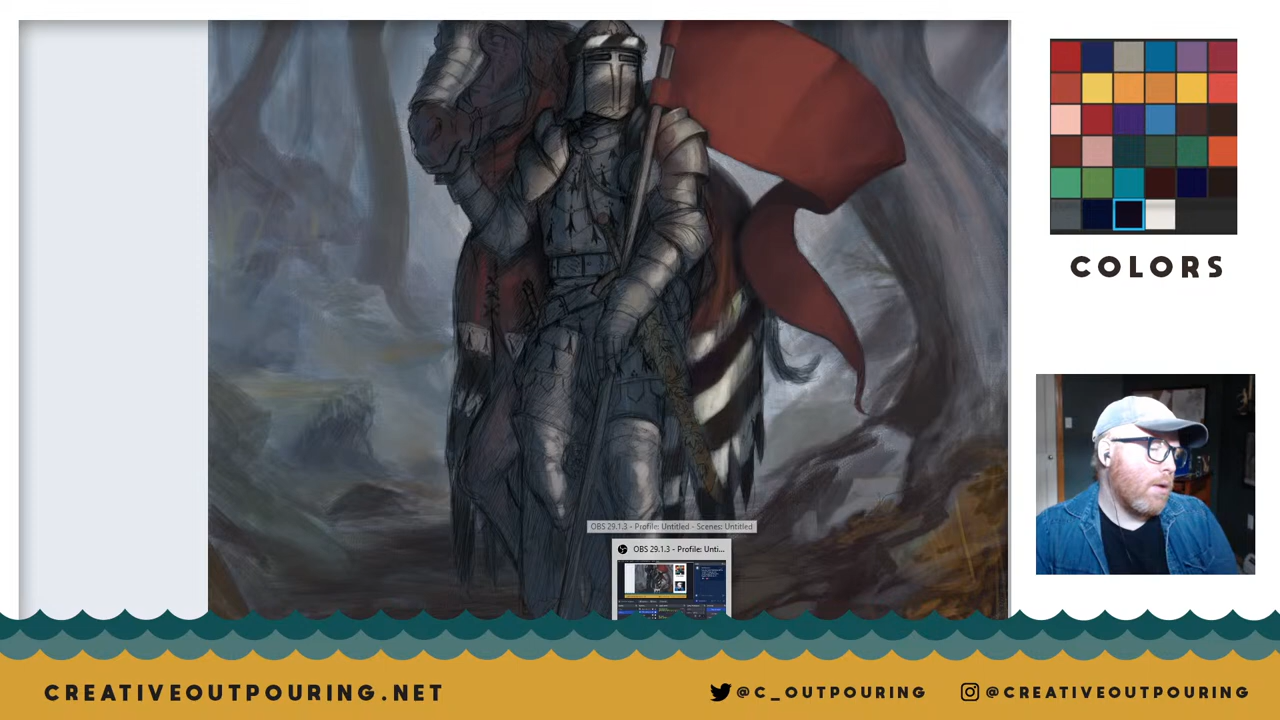 COLORS
OBS 29.1.3 - Profile: Untitled - Scenes: Untitled
OBS 29.1.3 - Profile: Unti...
CREATIVEOUTPOURING.NET
@C_OUTPOURING
@CREATIVEOUTPOURING